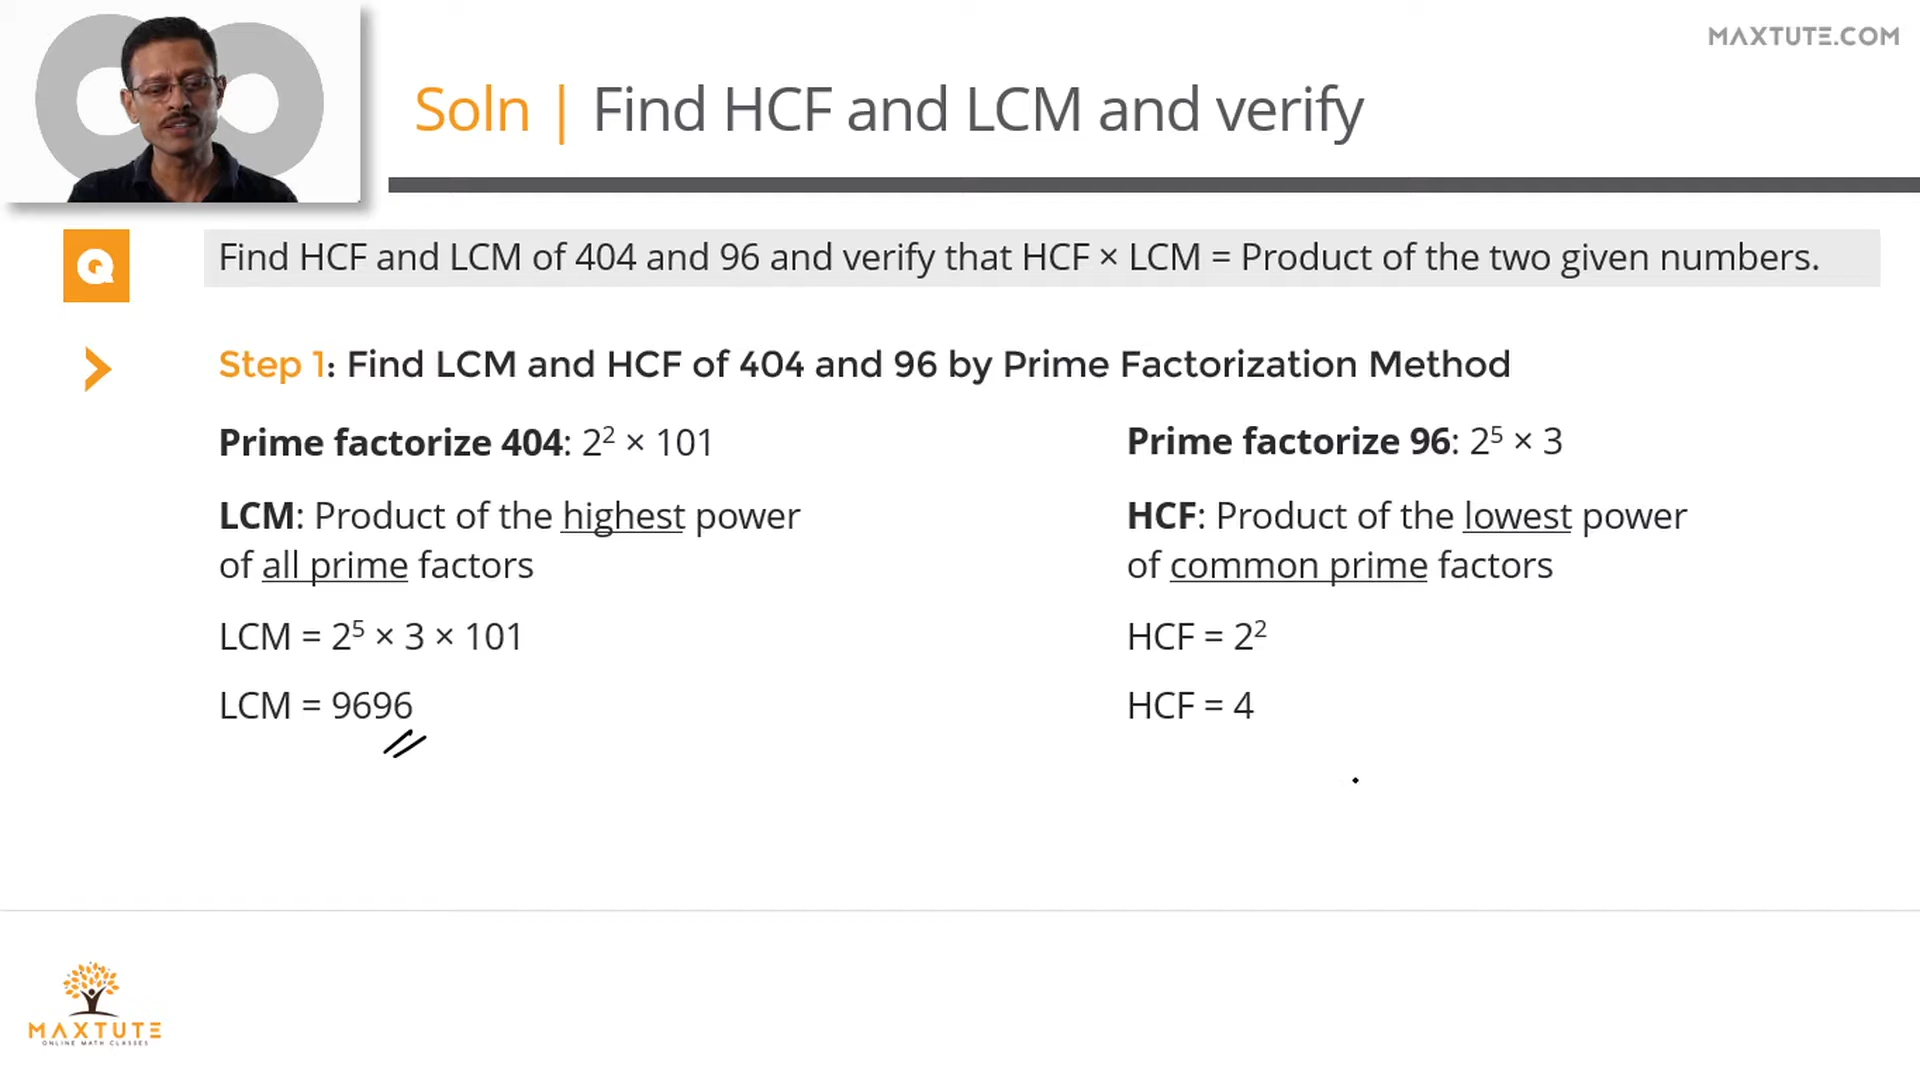 MAXTUTE.COM
Soln | Find HCF and LCM and verify
Q
Find HCF and LCM of 404 and 96 and verify that HCF × LCM = Product of the two given numbers.
Step 1: Find LCM and HCF of 404 and 96 by Prime Factorization Method
Prime factorize 404: 2² × 101
LCM: Product of the highest power
of all prime factors
LCM = 2⁵ × 3 × 101
LCM = 9696
Prime factorize 96: 2⁵ × 3
HCF: Product of the lowest power
of common prime factors
HCF = 2²
HCF = 4
MAXTUTE
ONLINE MATH CLASSES